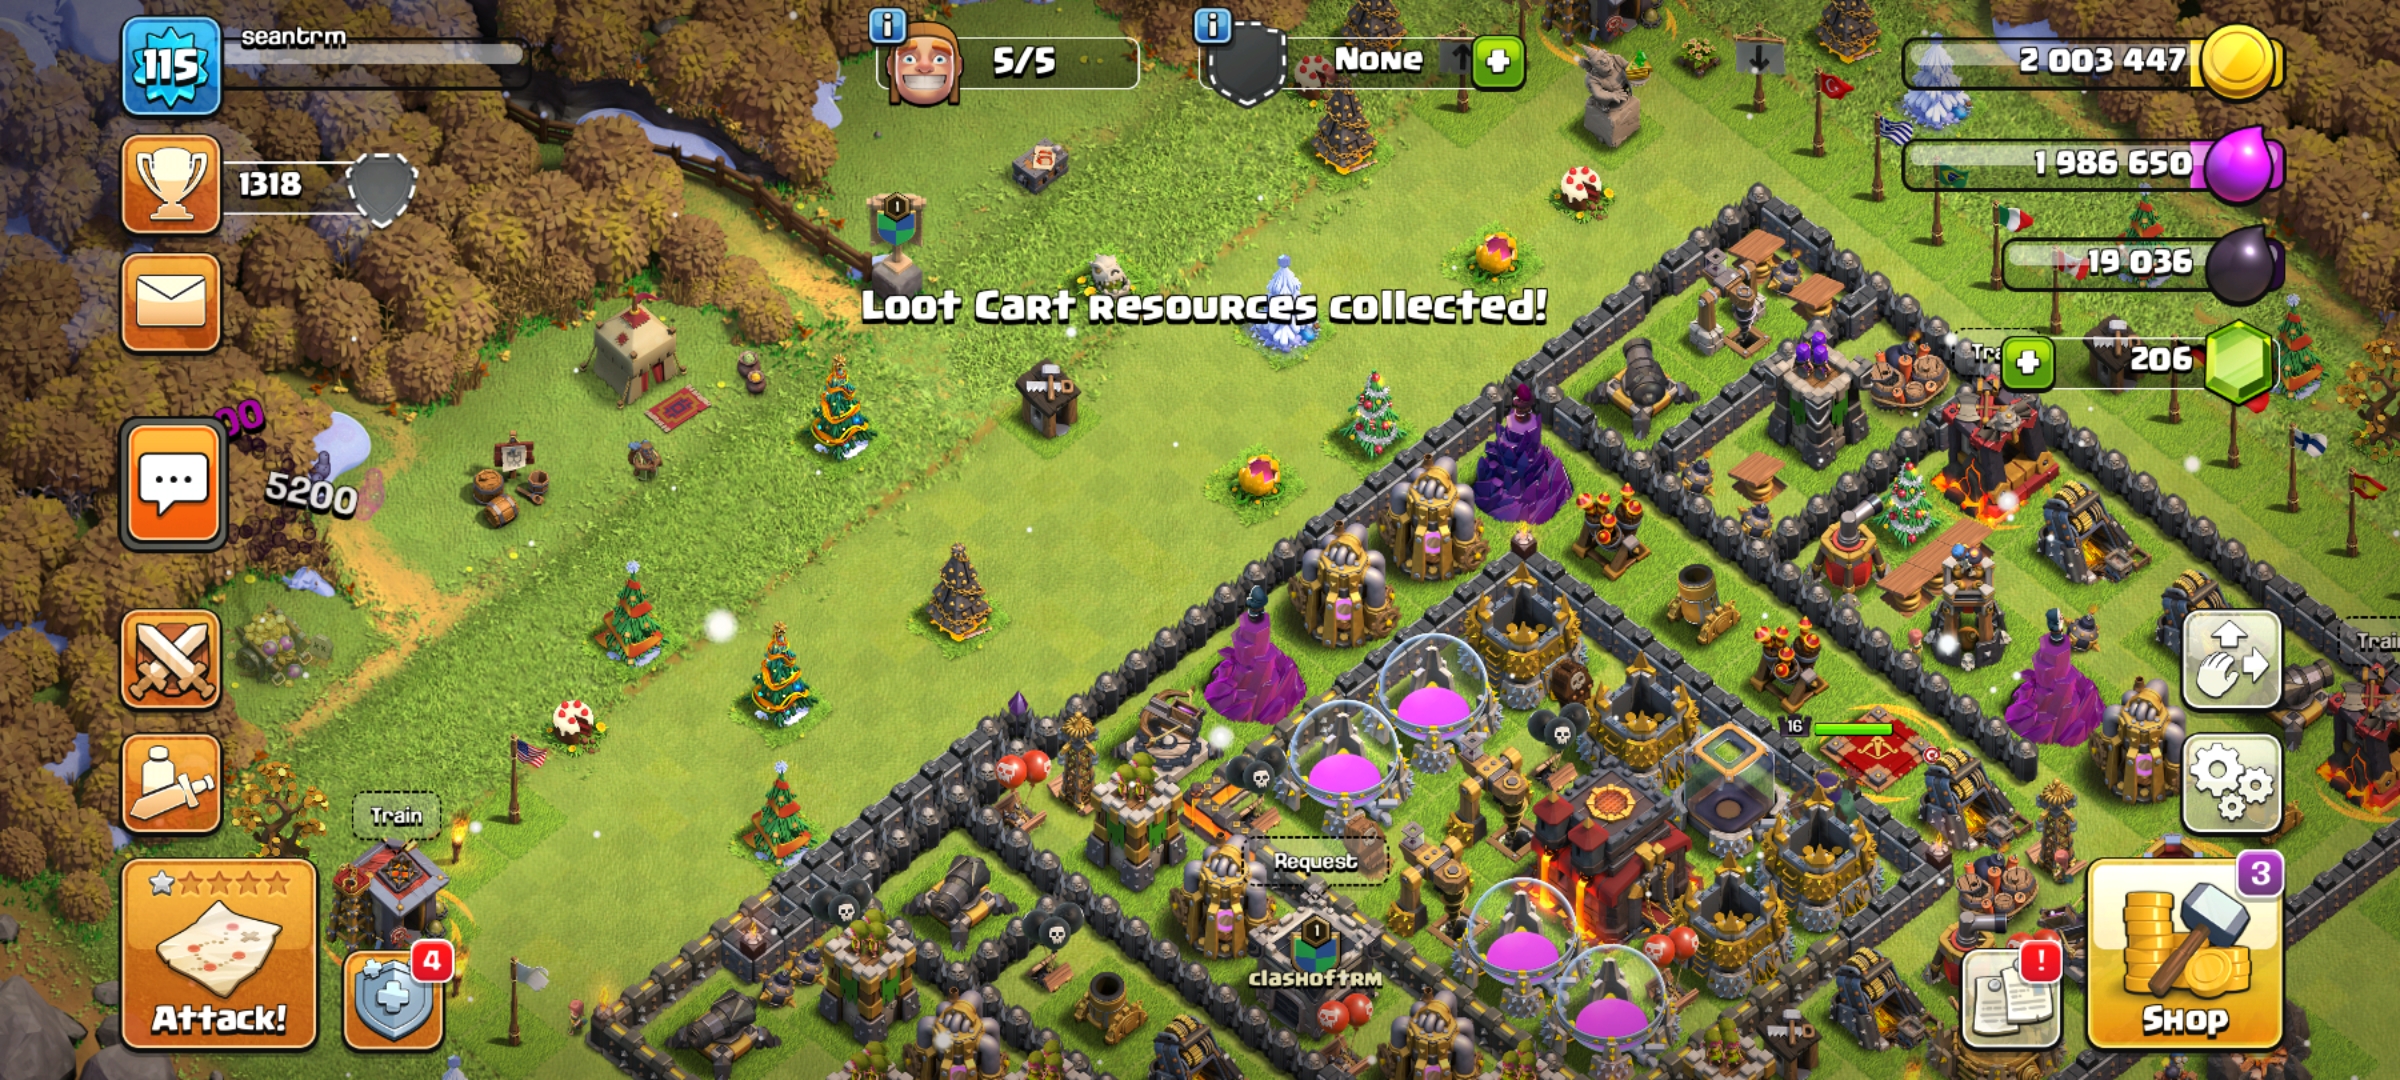 115
seantrm
5/5
None
2 003 447
1318
1 986 650
19 036
206
Loot Cart resources collected!
5200
16
Train
Request
1
1
clashoftrm
4
3
!
Attack!
Shop